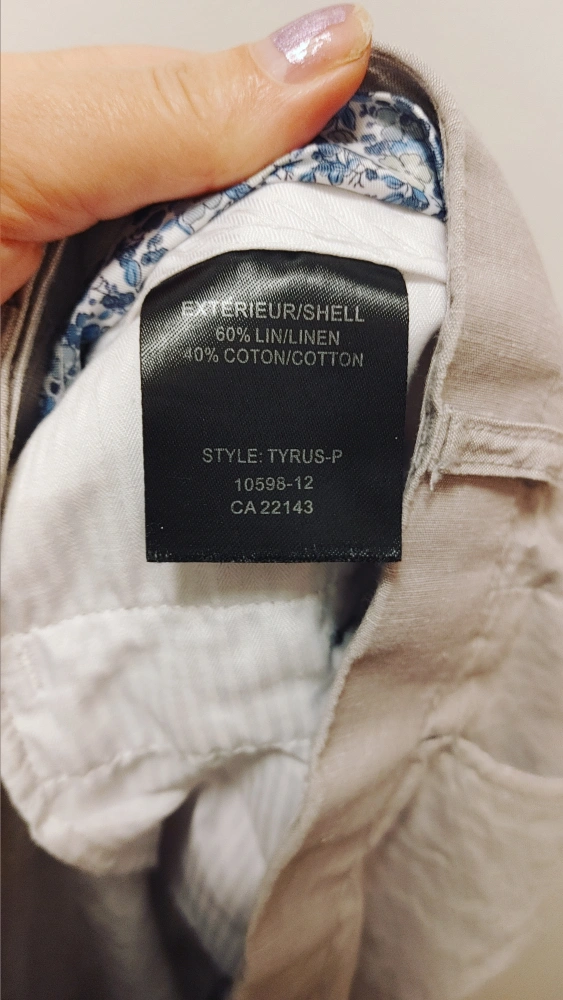 EXTÉRIEUR/SHELL
60% LIN/LINEN
40% COTON/COTTON
STYLE: TYRUS-P
10598-12
CA 22143